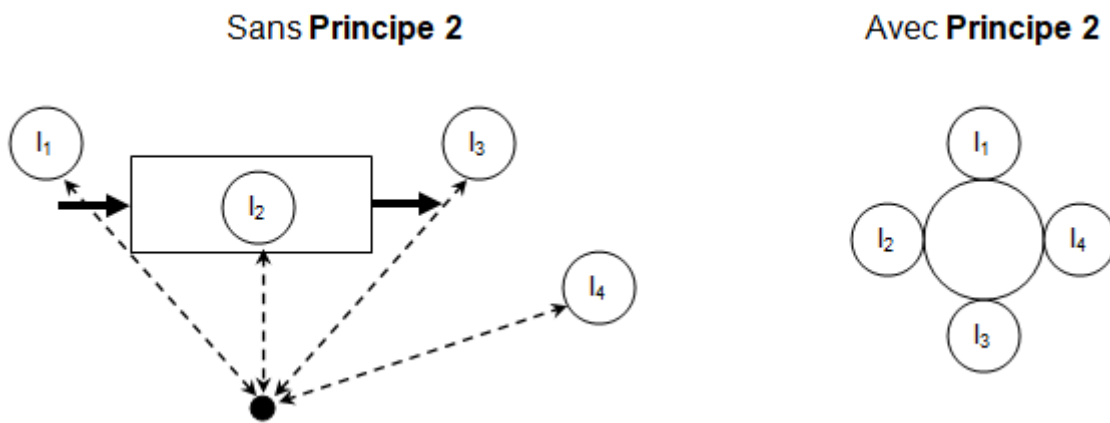 Sans Principe 2
Avec Principe 2
I₁
I₃
I₁
I₂
I₂
I₄
I₄
I₃